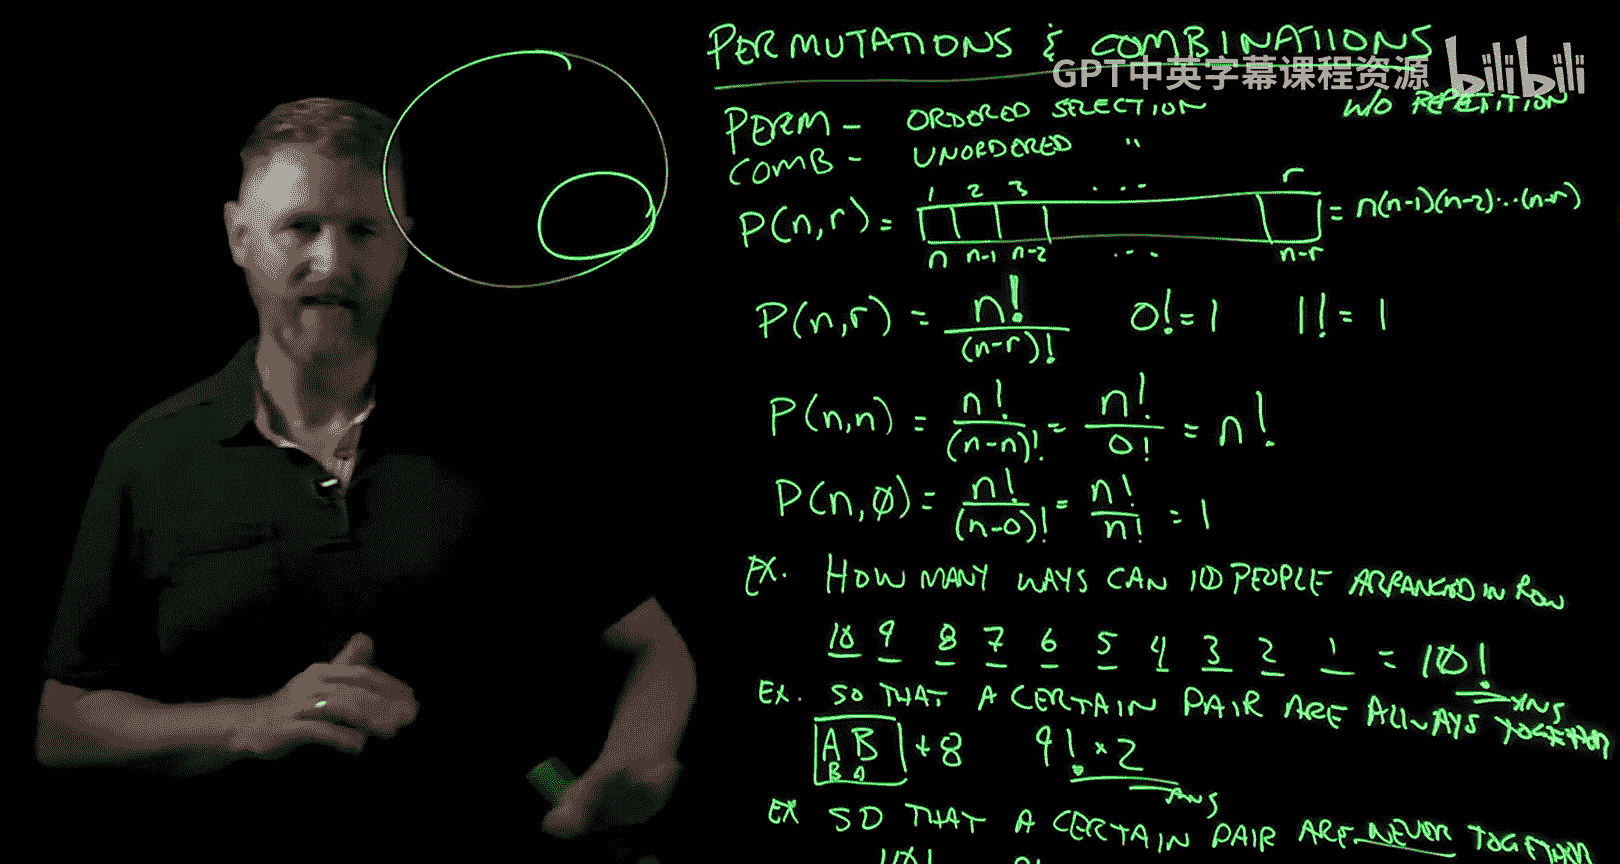 PERMUTATIONS & COMBINATIONS
GPT中英字幕课程资源 bilibili
PERM - ORDERED SELECTION W/O REPETITION
COMB - UNORDERED "
1 2 3 ... r
P(n,r) = = n(n-1)(n-2)...(n-r)
n n-1 n-2 ... n-r
P(n,r) = n!/(n-r)! 0! = 1 1! = 1
P(n,n) = n!/(n-n)! = n!/0! = n!
P(n,0) = n!/(n-0)! = n!/n! = 1
EX. HOW MANY WAYS CAN 10 PEOPLE ARRANGED IN ROW
10 9 8 7 6 5 4 3 2 1 = 10!
ANS
EX. SO THAT A CERTAIN PAIR ARE ALWAYS TOGETHER
AB + 8 9! × 2
BA
ANS
EX SO THAT A CERTAIN PAIR ARE NEVER TOGETHER
10!